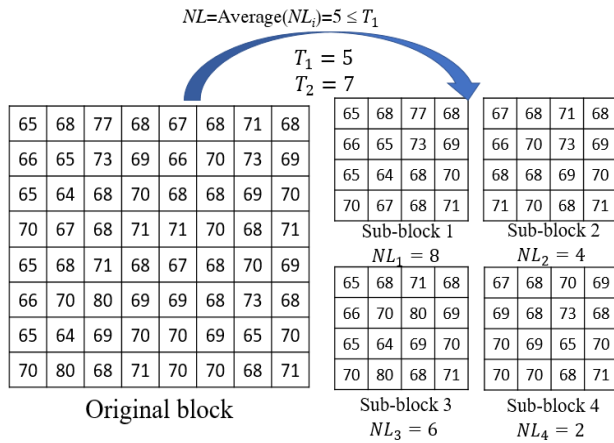 NL=Average(NL_i)=5 ≤ T_1
T_1 = 5
T_2 = 7
65 68 77 68 67 68 71 68
66 65 73 69 66 70 73 69
65 64 68 70 68 68 69 70
70 67 68 71 71 70 68 71
65 68 71 68 67 68 70 69
66 70 80 69 69 68 73 68
65 64 69 70 70 69 65 70
70 80 68 71 70 70 68 71
Original block
65 68 77 68
66 65 73 69
65 64 68 70
70 67 68 71
Sub-block 1
NL_1 = 8
67 68 71 68
66 70 73 69
68 68 69 70
71 70 68 71
Sub-block 2
NL_2 = 4
65 68 71 68
66 70 80 69
65 64 69 70
70 80 68 71
Sub-block 3
NL_3 = 6
67 68 70 69
69 68 73 68
70 69 65 70
70 70 68 71
Sub-block 4
NL_4 = 2